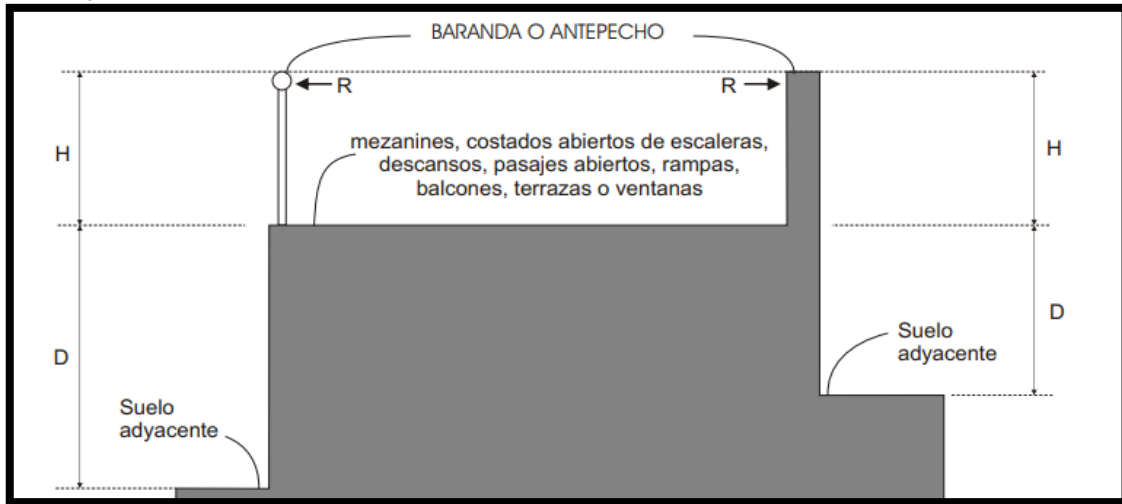 BARANDA O ANTEPECHO
R
R
H
H
mezanines, costados abiertos de escaleras,
descansos, pasajes abiertos, rampas,
balcones, terrazas o ventanas
D
D
Suelo
adyacente
Suelo
adyacente